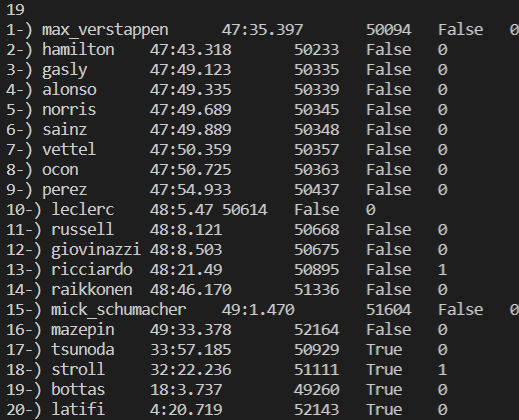 19
1-) max_verstappen 47:35.397 50094 False 0
2-) hamilton 47:43.318 50233 False 0
3-) gasly 47:49.123 50335 False 0
4-) alonso 47:49.335 50339 False 0
5-) norris 47:49.689 50345 False 0
6-) sainz 47:49.889 50348 False 0
7-) vettel 47:50.359 50357 False 0
8-) ocon 47:50.725 50363 False 0
9-) perez 47:54.933 50437 False 0
10-) leclerc 48:5.47 50614 False 0
11-) russell 48:8.121 50668 False 0
12-) giovinazzi 48:8.503 50675 False 0
13-) ricciardo 48:21.49 50895 False 1
14-) raikkonen 48:46.170 51336 False 0
15-) mick_schumacher 49:1.470 51604 False 0
16-) mazepin 49:33.378 52164 False 0
17-) tsunoda 33:57.185 50929 True 0
18-) stroll 32:22.236 51111 True 1
19-) bottas 18:3.737 49260 True 0
20-) latifi 4:20.719 52143 True 0